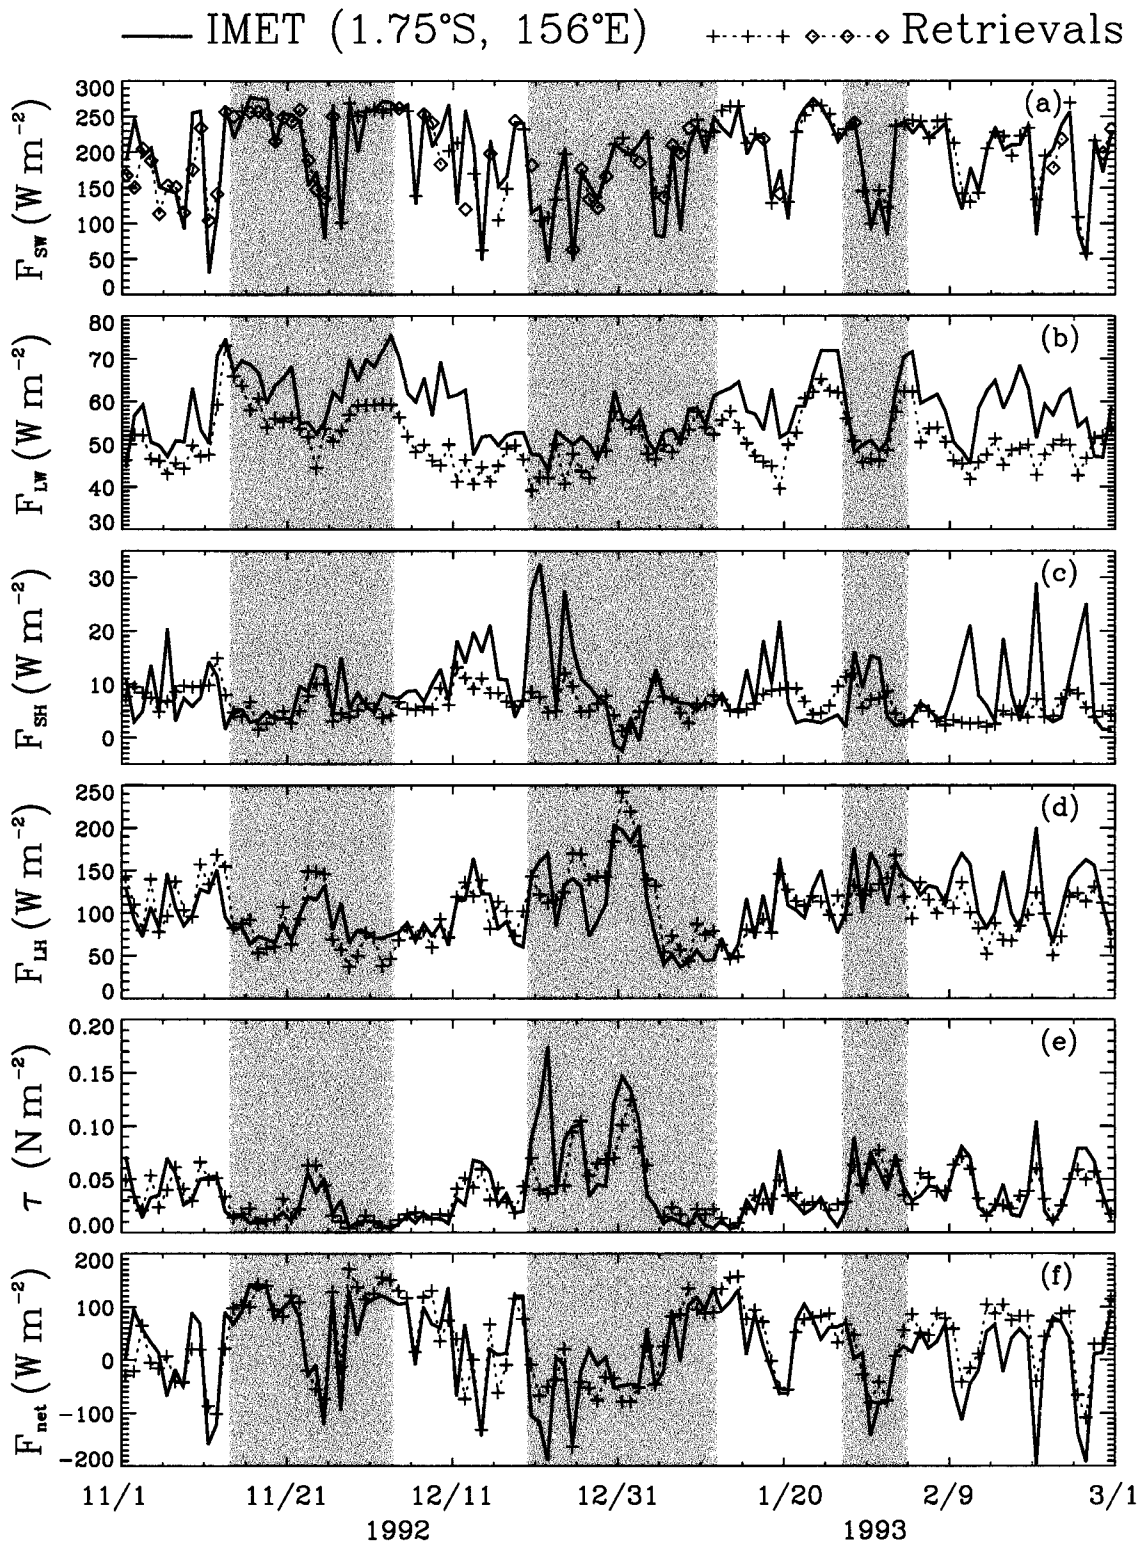 IMET (1.75°S, 156°E) Retrievals
(a)
F_SW (W m⁻²)
300
250
200
150
100
50
0
(b)
F_LW (W m⁻²)
80
70
60
50
40
30
(c)
F_SH (W m⁻²)
30
20
10
0
(d)
F_LH (W m⁻²)
250
200
150
100
50
0
(e)
τ (N m⁻²)
0.20
0.15
0.10
0.05
0.00
(f)
F_net (W m⁻²)
200
100
0
-100
-200
11/1 11/21 12/11 12/31 1/20 2/9 3/1
1992 1993